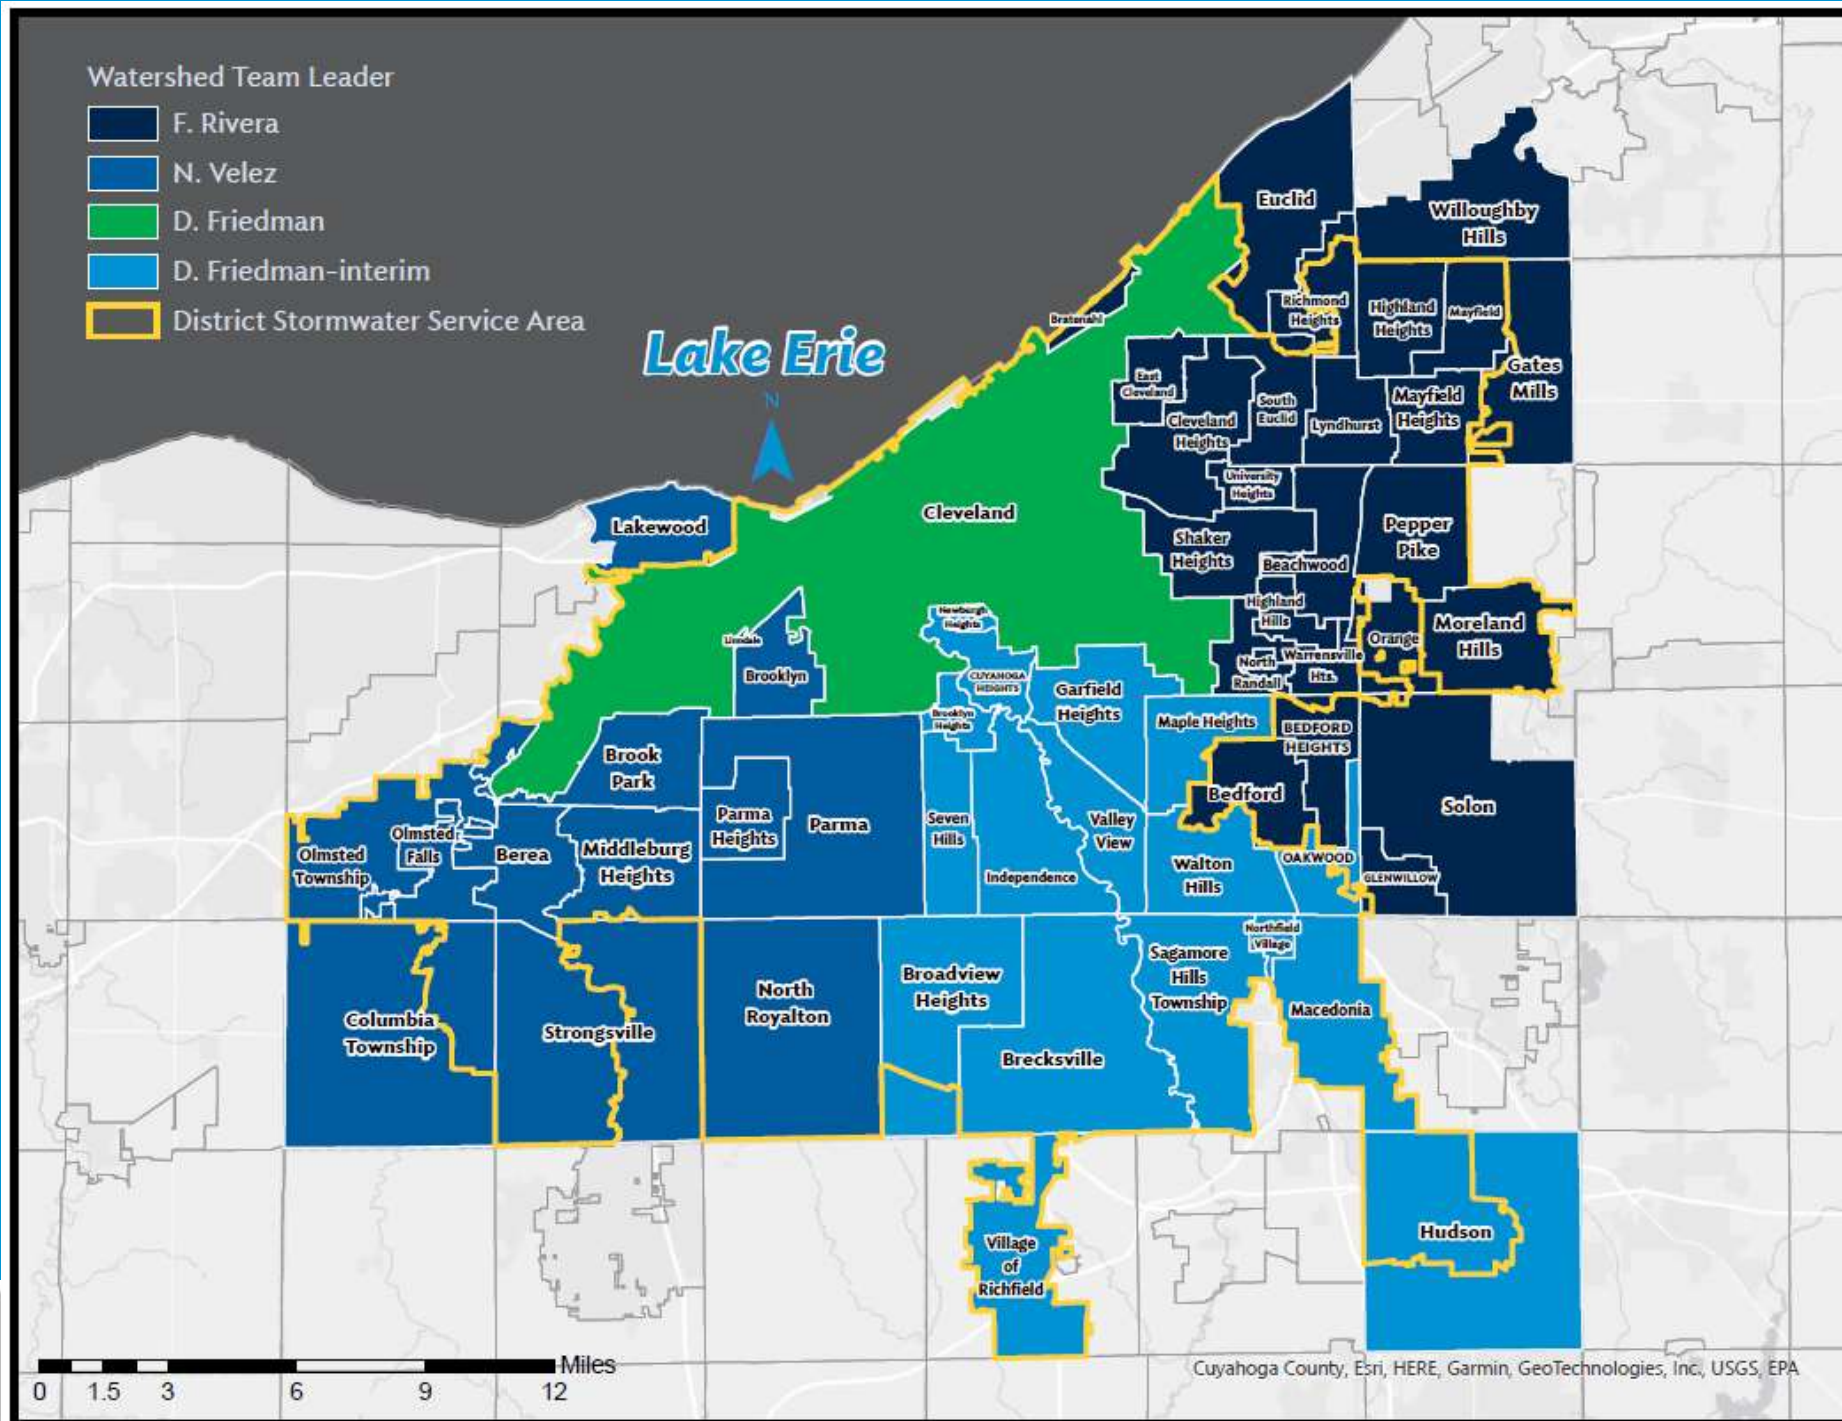 Watershed Team Leader
F. Rivera
N. Velez
D. Friedman
D. Friedman-interim
District Stormwater Service Area
Lake Erie
N
Euclid
Willoughby
Hills
Richmond
Heights
Highland
Heights
Mayfield
Bratenahl
Gates
Mills
East
Cleveland
Cleveland
Heights
South
Euclid
Lyndhurst
Mayfield
Heights
University
Heights
Lakewood
Cleveland
Shaker
Heights
Beachwood
Pepper
Pike
Highland
Hills
Newburgh
Heights
Linndale
Brooklyn
Orange
Moreland
Hills
North
Randall
Warrensville
Hts.
CUYAHOGA
HEIGHTS
Garfield
Heights
Brooklyn
Heights
Maple Heights
BEDFORD
HEIGHTS
Brook
Park
Bedford
Solon
Parma
Heights
Parma
Seven
Hills
Valley
View
Olmsted
Falls
Olmsted
Township
Berea
Middleburg
Heights
Independence
Walton
Hills
OAKWOOD
GLENWILLOW
Northfield
Village
Sagamore
Hills
Township
Broadview
Heights
North
Royalton
Columbia
Township
Strongsville
Macedonia
Brecksville
Village
of
Richfield
Hudson
Miles
0 1.5 3 6 9 12
Cuyahoga County, Esri, HERE, Garmin, GeoTechnologies, Inc., USGS, EPA